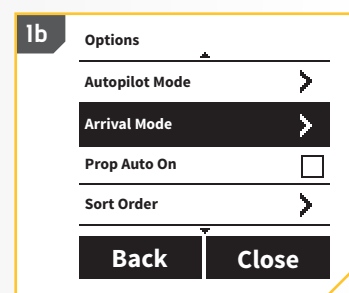 1b
Options
Autopilot Mode
Arrival Mode
Prop Auto On
Sort Order
Back Close